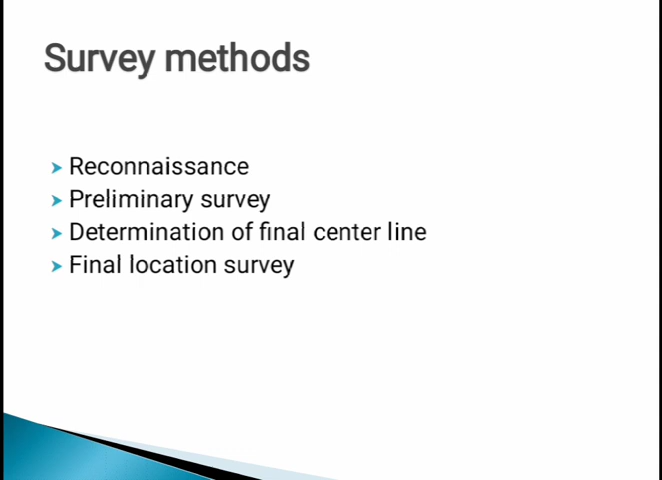 Survey methods
➤ Reconnaissance
➤ Preliminary survey
➤ Determination of final center line
➤ Final location survey